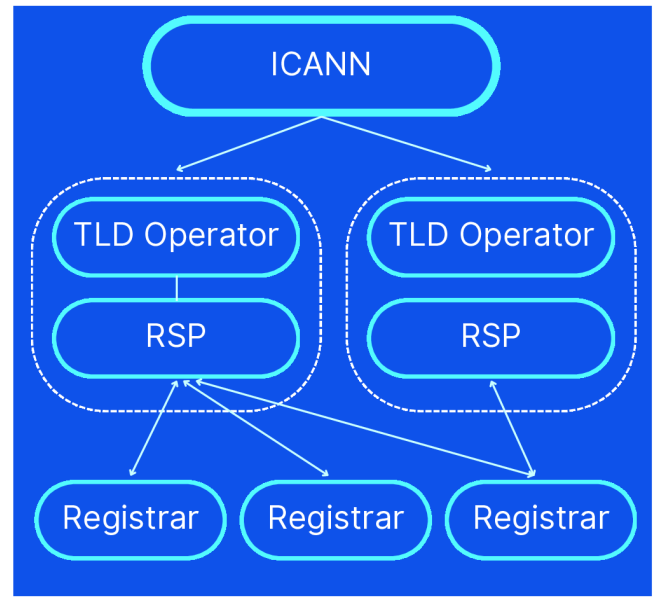 ICANN
TLD Operator
TLD Operator
RSP
RSP
Registrar
Registrar
Registrar